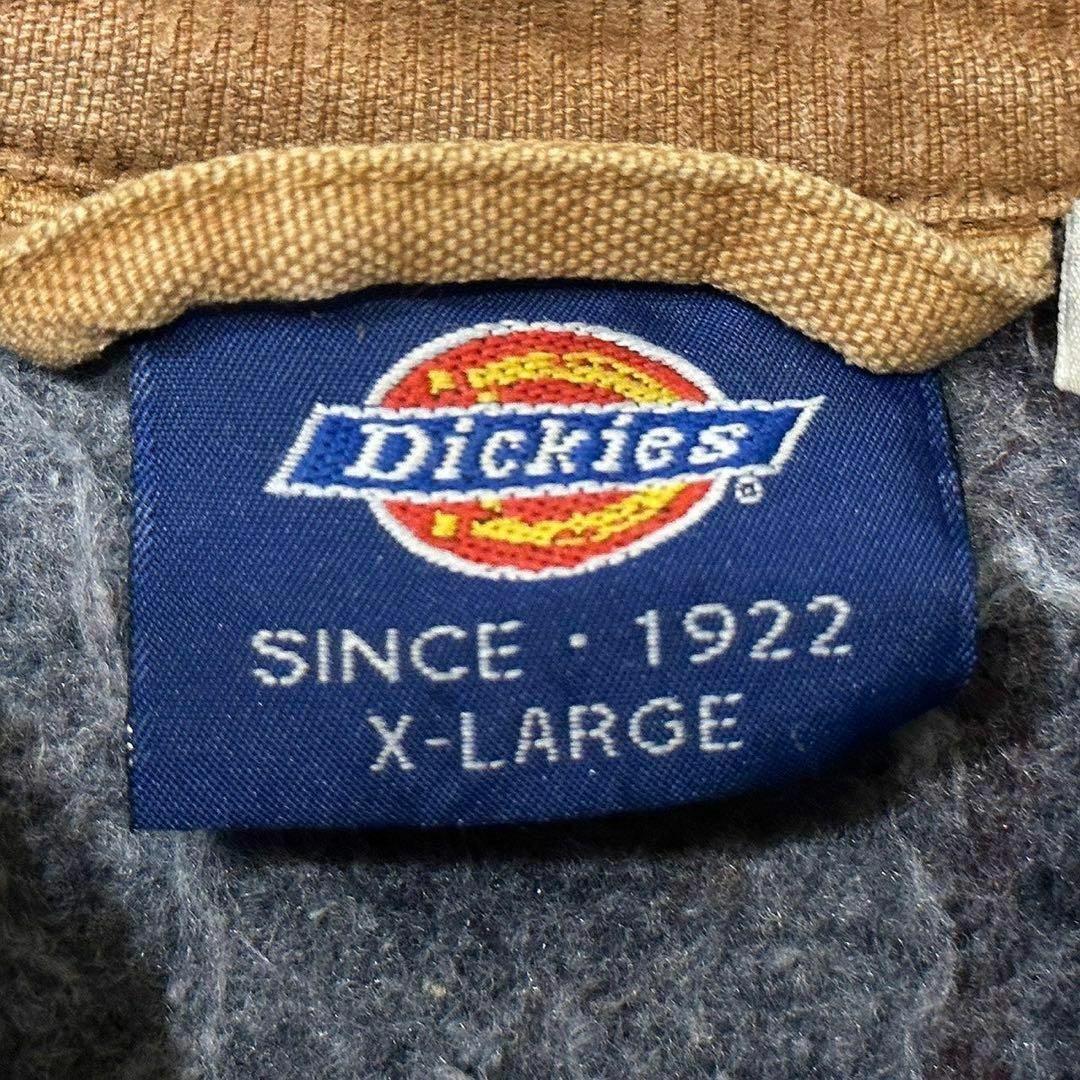 Dickies®
SINCE · 1922
X-LARGE